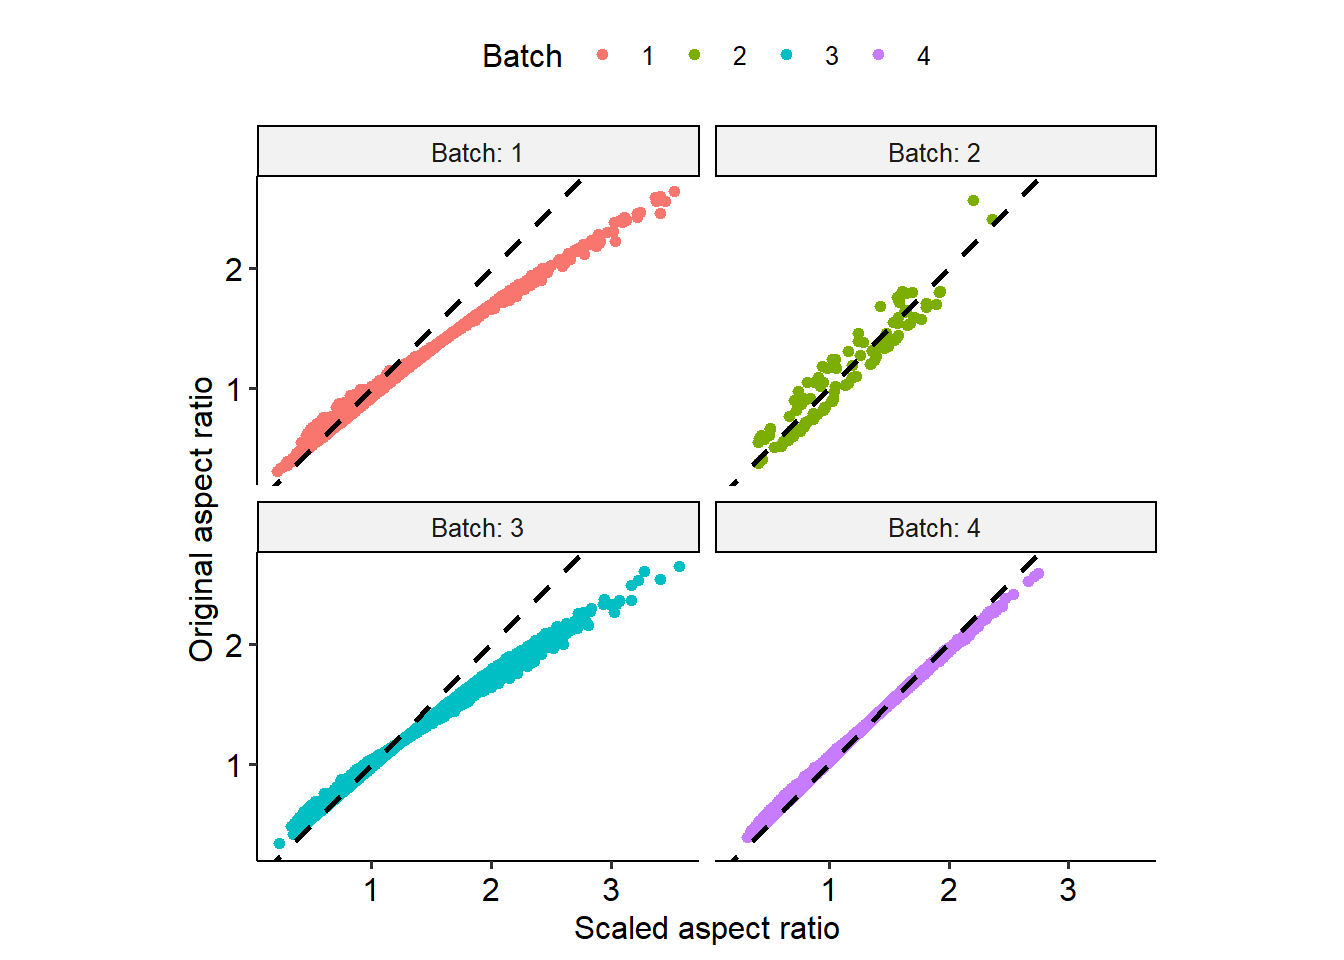 Batch 1 2 3 4
Batch: 1
Batch: 2
2
1
Batch: 3
Batch: 4
2
1
Original aspect ratio
1 2 3
1 2 3
Scaled aspect ratio